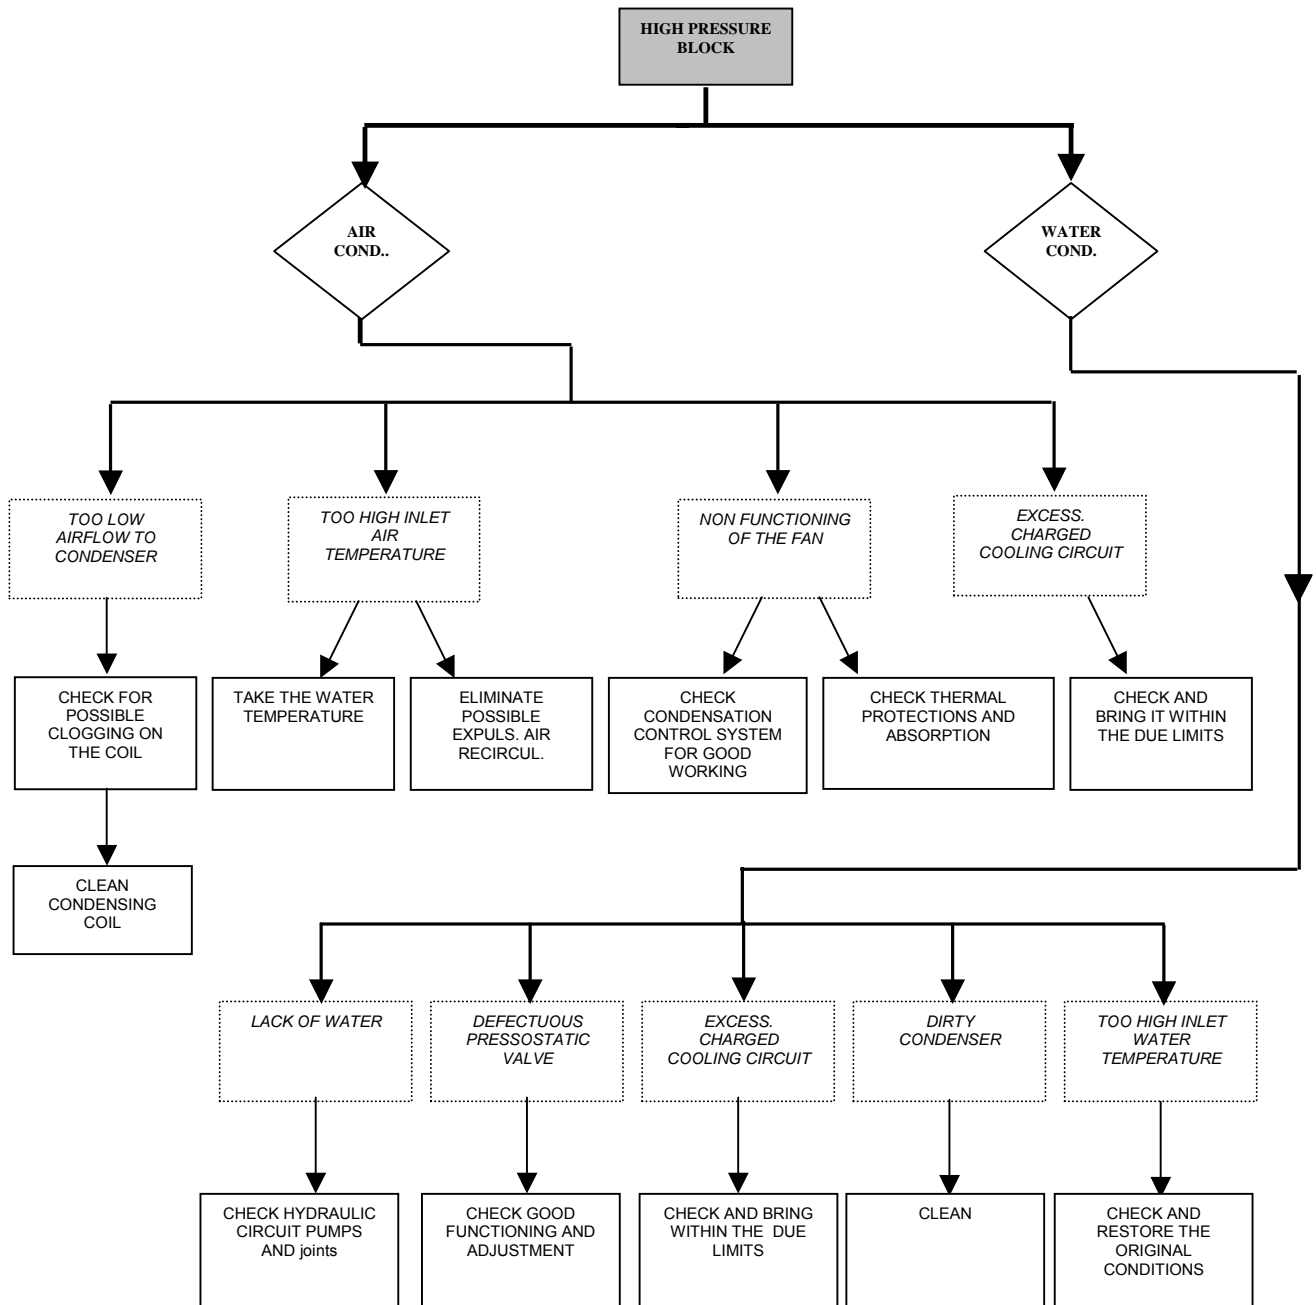 HIGH PRESSURE
BLOCK
AIR
COND..
WATER
COND.
TOO LOW
AIRFLOW TO
CONDENSER
TOO HIGH INLET
AIR
TEMPERATURE
NON FUNCTIONING
OF THE FAN
EXCESS.
CHARGED
COOLING CIRCUIT
CHECK FOR
POSSIBLE
CLOGGING ON
THE COIL
TAKE THE WATER
TEMPERATURE
ELIMINATE
POSSIBLE
EXPULS. AIR
RECIRCUL.
CHECK
CONDENSATION
CONTROL SYSTEM
FOR GOOD
WORKING
CHECK THERMAL
PROTECTIONS AND
ABSORPTION
CHECK AND
BRING IT WITHIN
THE DUE LIMITS
CLEAN
CONDENSING
COIL
LACK OF WATER
DEFECTUOUS
PRESSOSTATIC
VALVE
EXCESS.
CHARGED
COOLING CIRCUIT
DIRTY
CONDENSER
TOO HIGH INLET
WATER
TEMPERATURE
CHECK HYDRAULIC
CIRCUIT PUMPS
AND joints
CHECK GOOD
FUNCTIONING AND
ADJUSTMENT
CHECK AND BRING
WITHIN THE  DUE
LIMITS
CLEAN
CHECK AND
RESTORE THE
ORIGINAL
CONDITIONS